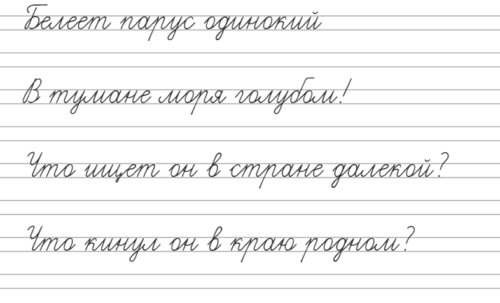 Белеет парус одинокий
В тумане моря голубом!
Что ищет он в стране далекой?
Что кинул он в краю родном?